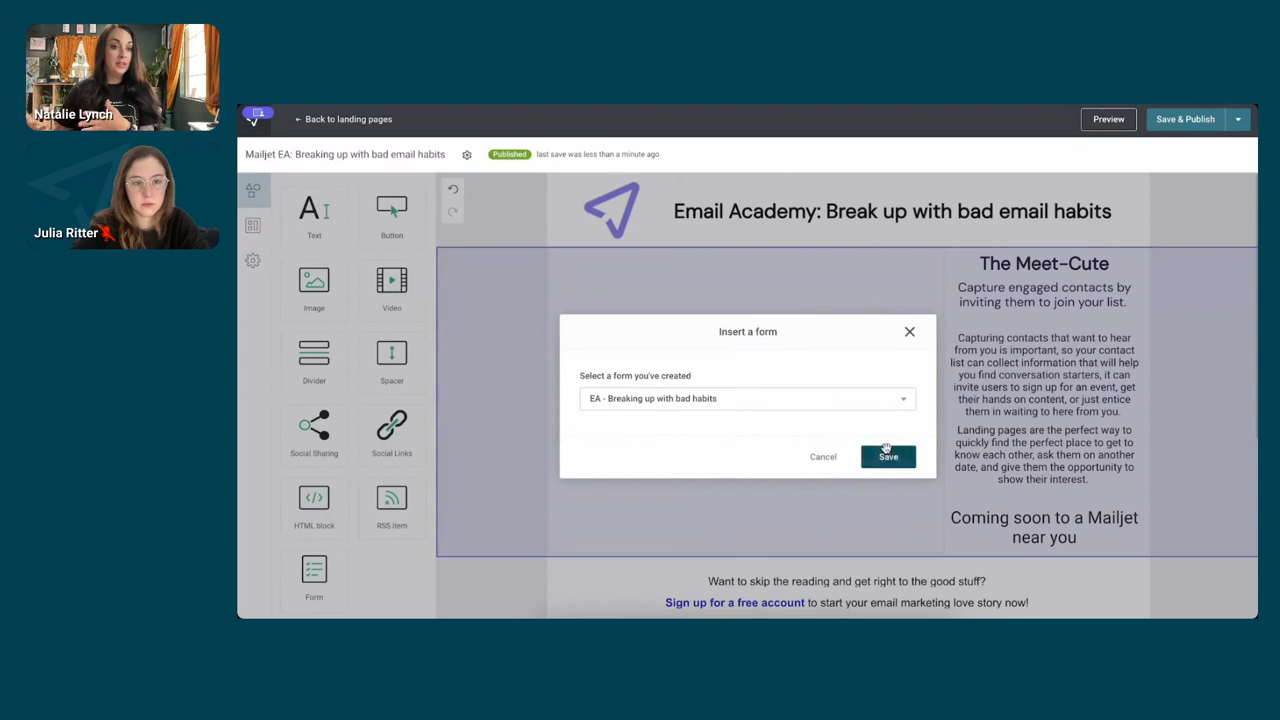 Natalie Lynch
Julia Ritter
← Back to landing pages
Preview
Save & Publish
Mailjet EA: Breaking up with bad email habits
Published
last save was less than a minute ago
Text
Button
Image
Video
Divider
Spacer
Social Sharing
Social Links
HTML block
RSS item
Form
Email Academy: Break up with bad email habits
The Meet-Cute
Capture engaged contacts by
inviting them to join your list.
Capturing contacts that want to hear
from you is important, so your contact
list can collect information that will help
you find conversation starters, it can
invite users to sign up for an event, get
their hands on content, or just entice
them in waiting to here from you.
Landing pages are the perfect way to
quickly find the perfect place to get to
know each other, ask them on another
date, and give them the opportunity to
show their interest.
Coming soon to a Mailjet
near you
Insert a form
Select a form you've created
EA - Breaking up with bad habits
Cancel
Save
Want to skip the reading and get right to the good stuff?
Sign up for a free account to start your email marketing love story now!